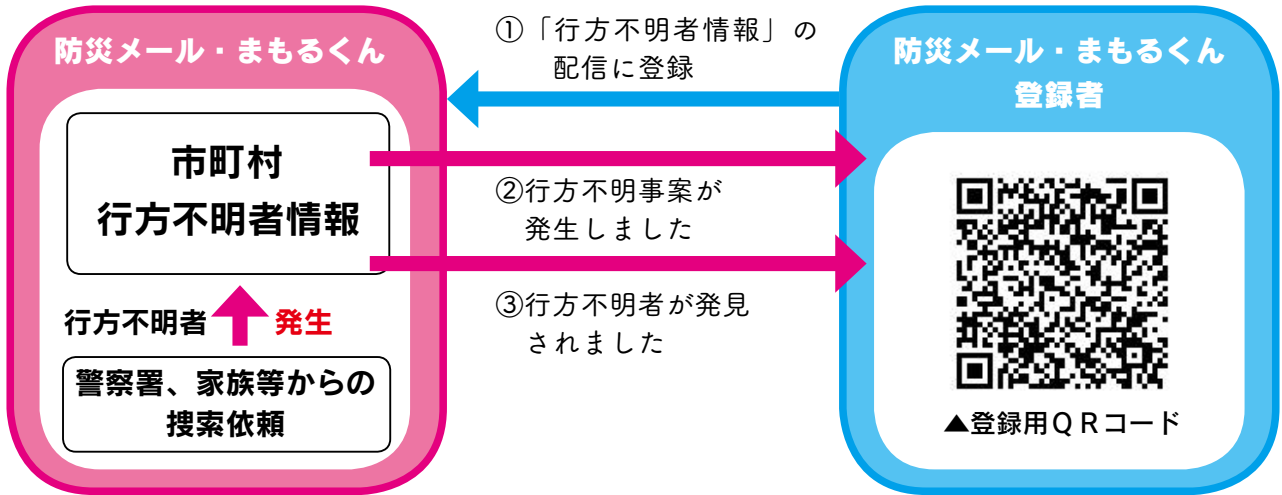 防災メール・まもるくん
市町村
行方不明者情報
行方不明者
発生
警察署、家族等からの
捜索依頼
①「行方不明者情報」の
配信に登録
②行方不明事案が
発生しました
③行方不明者が発見
されました
防災メール・まもるくん
登録者
▲登録用QRコード